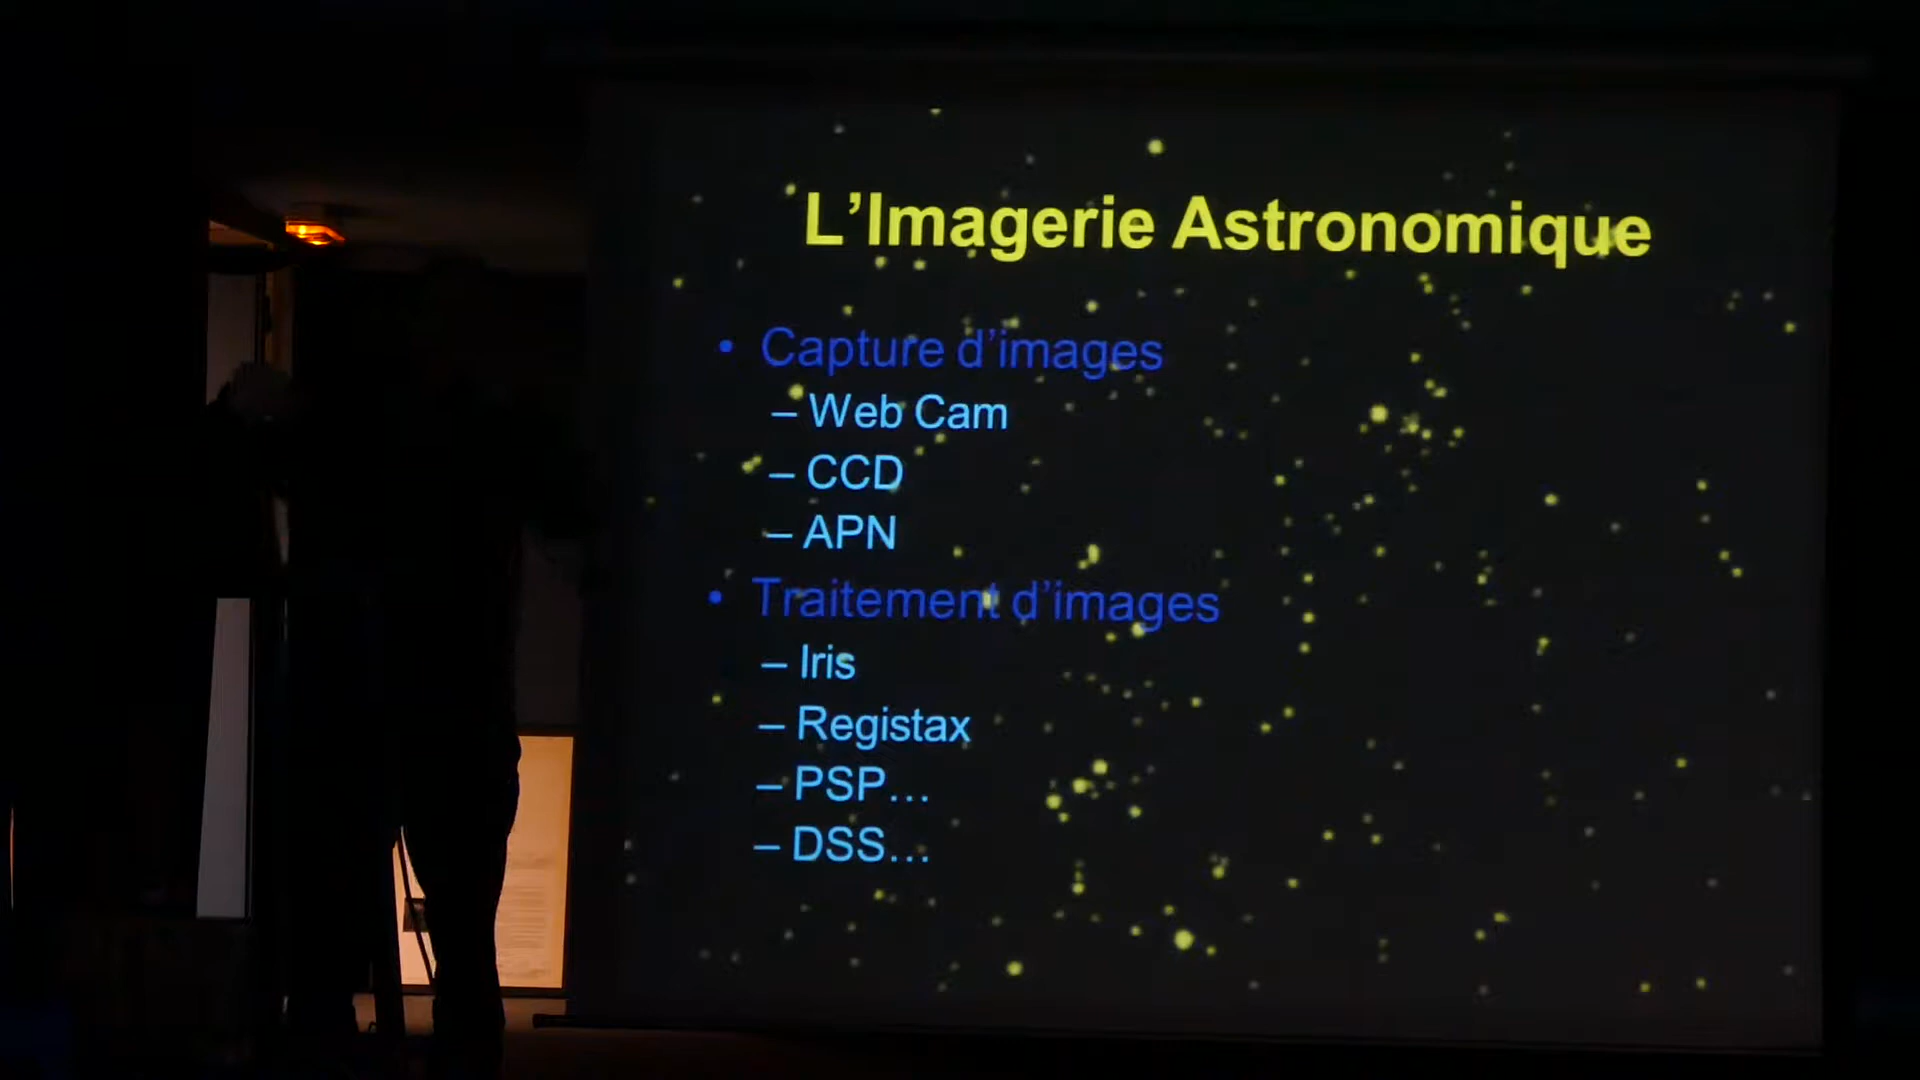 L’Imagerie Astronomique
• Capture d’images
– Web Cam
– CCD
– APN
• Traitement d’images
– Iris
– Registax
– PSP…
– DSS…